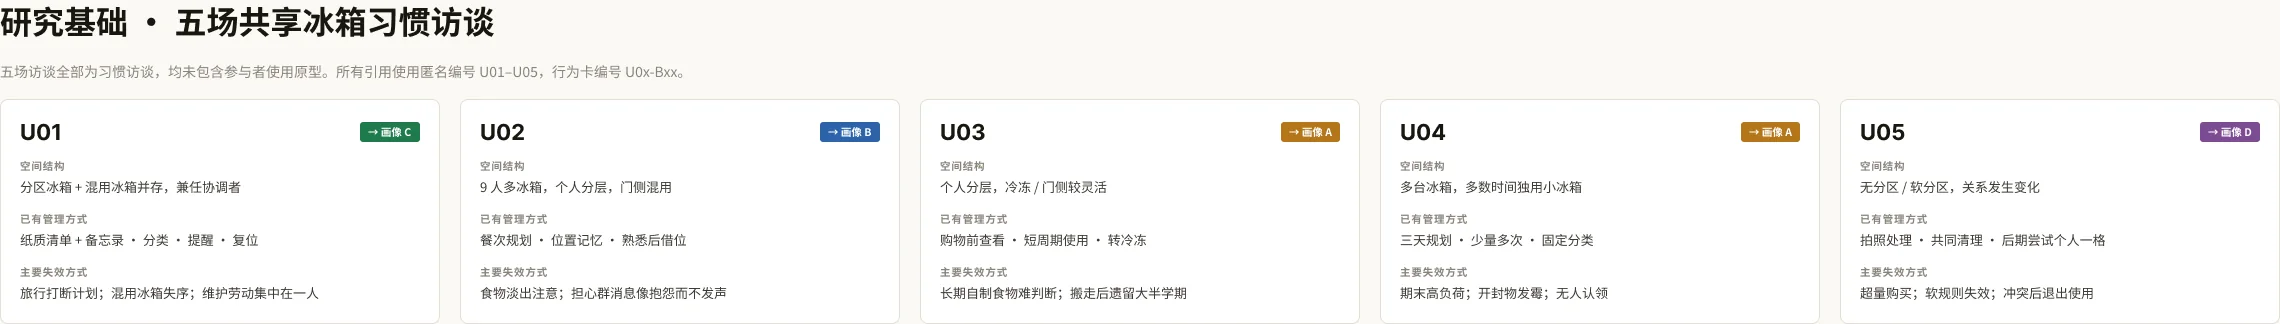 研究基础 · 五场共享冰箱习惯访谈
五场访谈全部为习惯访谈，均未包含参与者使用原型。所有引用使用匿名编号 U01–U05，行为卡编号 U0x-Bxx。
U01
→ 画像 C
空间结构
分区冰箱 + 混用冰箱并存，兼任协调者
已有管理方式
纸质清单 + 备忘录 · 分类 · 提醒 · 复位
主要失效方式
旅行打断计划；混用冰箱失序；维护劳动集中在一人
U02
→ 画像 B
空间结构
9 人多冰箱，个人分层，门侧混用
已有管理方式
餐次规划 · 位置记忆 · 熟悉后借位
主要失效方式
食物淡出注意；担心群消息像抱怨而不发声
U03
→ 画像 A
空间结构
个人分层，冷冻 / 门侧较灵活
已有管理方式
购物前查看 · 短周期使用 · 转冷冻
主要失效方式
长期自制食物难判断；搬走后遗留大半学期
U04
→ 画像 A
空间结构
多台冰箱，多数时间独用小冰箱
已有管理方式
三天规划 · 少量多次 · 固定分类
主要失效方式
期末高负荷；开封物发霉；无人认领
U05
→ 画像 D
空间结构
无分区 / 软分区，关系发生变化
已有管理方式
拍照处理 · 共同清理 · 后期尝试个人一格
主要失效方式
超量购买；软规则失效；冲突后退出使用